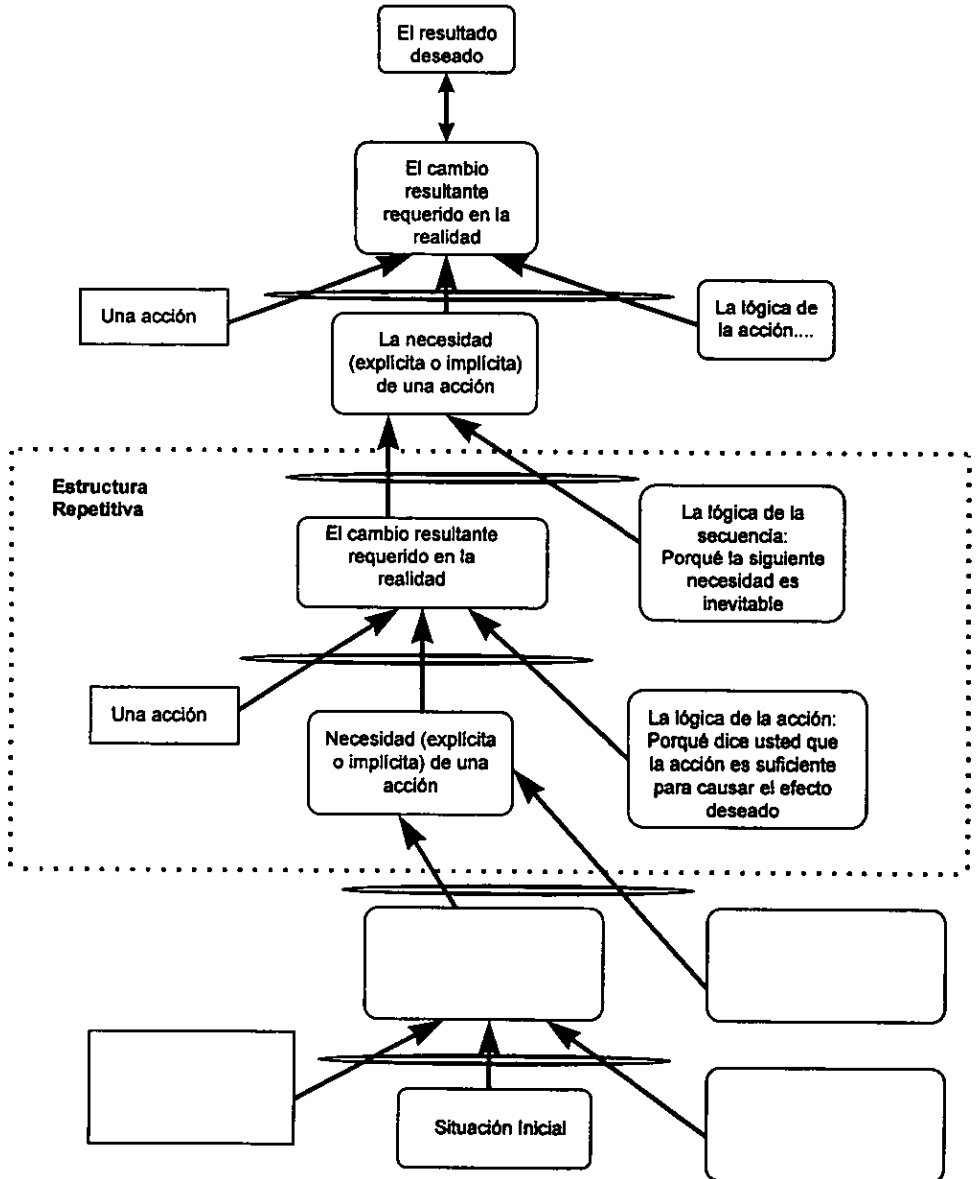 El resultado
deseado
El cambio
resultante
requerido en la
realidad
Una acción
La lógica de
la acción....
La necesidad
(explícita o implícita)
de una acción
Estructura
Repetitiva
El cambio resultante
requerido en la
realidad
La lógica de la
secuencia:
Porqué la siguiente
necesidad es
inevitable
Una acción
Necesidad (explícita
o implícita) de una
acción
La lógica de la acción:
Porqué dice usted que
la acción es suficiente
para causar el efecto
deseado
Situación Inicial